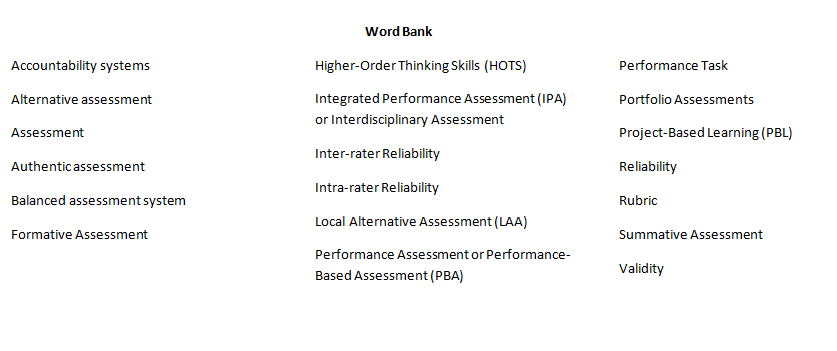 Word Bank
Accountability systems
Alternative assessment
Assessment
Authentic assessment
Balanced assessment system
Formative Assessment
Higher-Order Thinking Skills (HOTS)
Integrated Performance Assessment (IPA)
or Interdisciplinary Assessment
Inter-rater Reliability
Intra-rater Reliability
Local Alternative Assessment (LAA)
Performance Assessment or Performance-
Based Assessment (PBA)
Performance Task
Portfolio Assessments
Project-Based Learning (PBL)
Reliability
Rubric
Summative Assessment
Validity